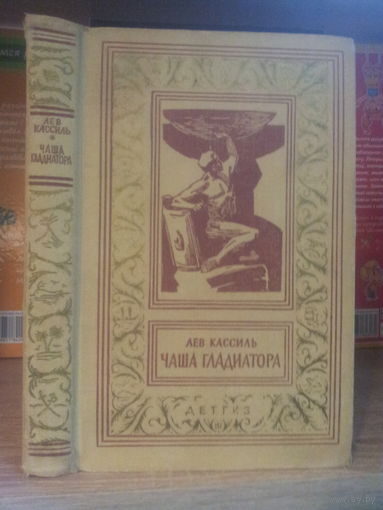 ЛЕВ
КАССИЛЬ
ЧАША
ГЛАДИАТОРА
ЛЕВ КАССИЛЬ
ЧАША ГЛАДИАТОРА
ДЕТГИЗ